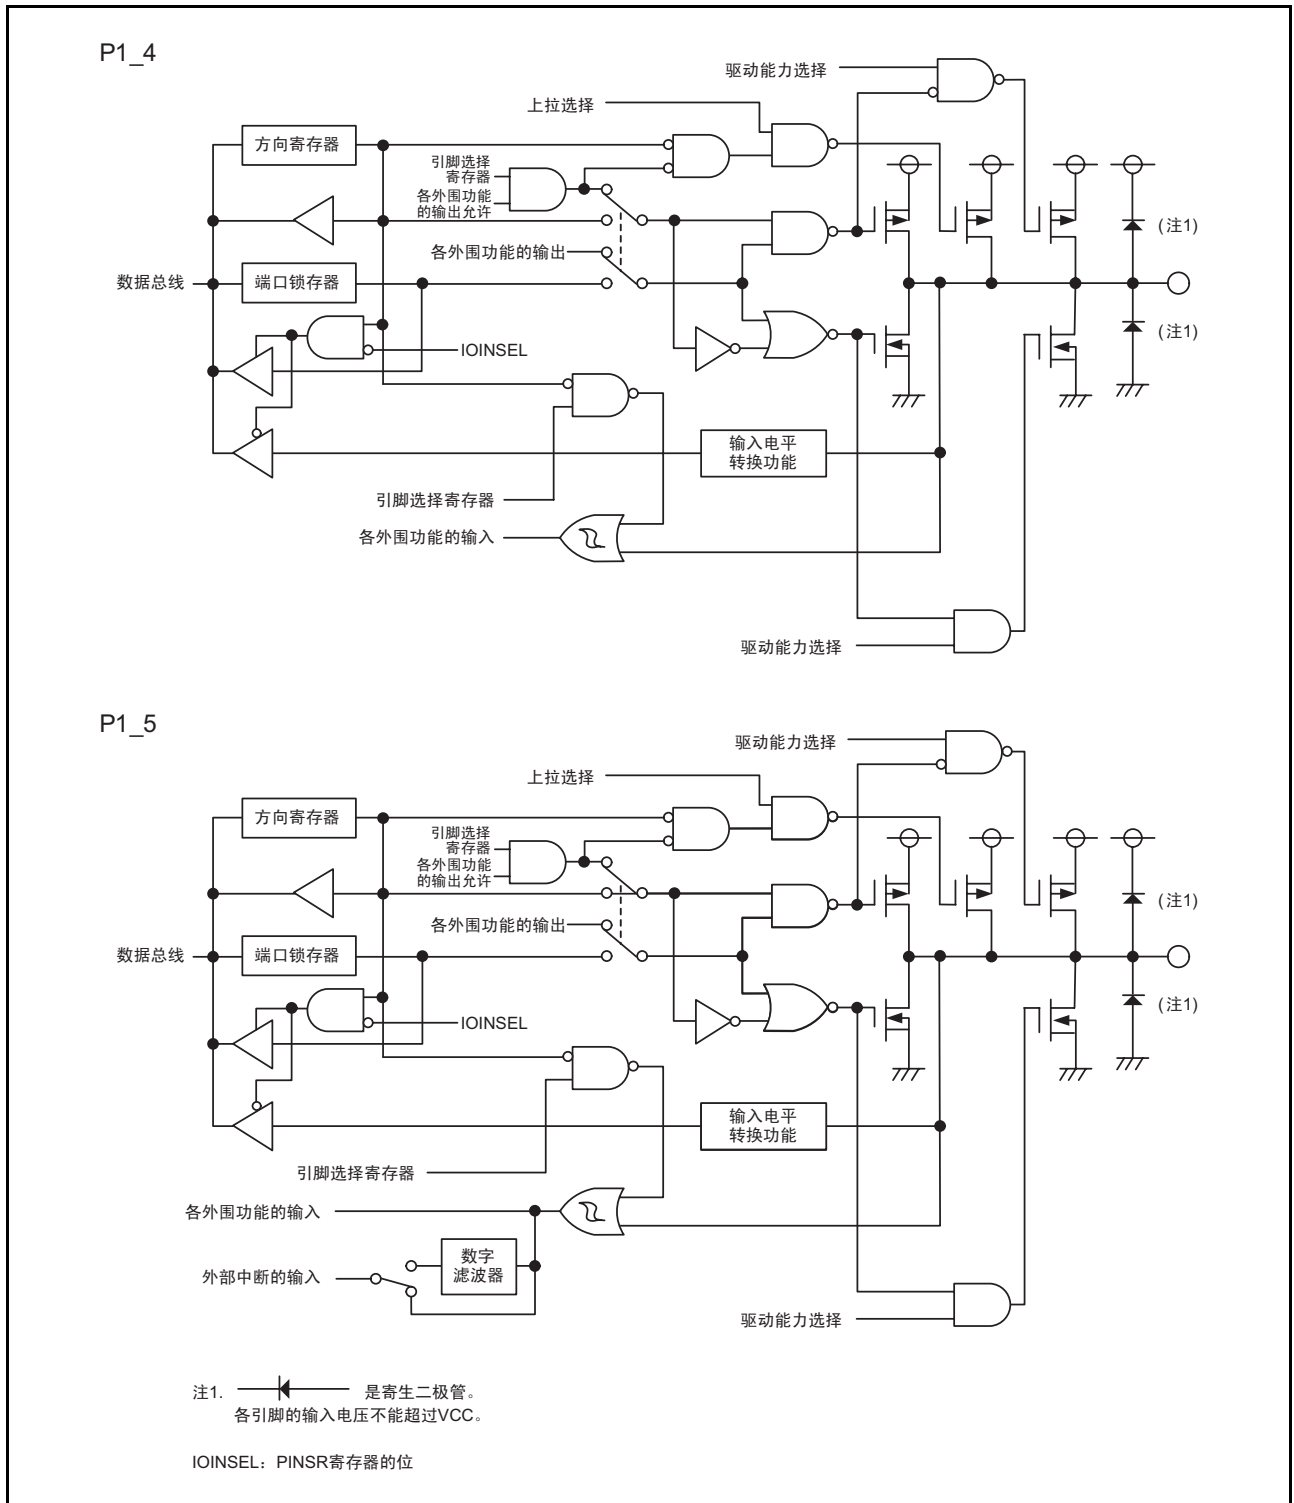 P1_4
驱动能力选择
上拉选择
方向寄存器
引脚选择
寄存器
各外围功能
的输出允许
(注1)
各外围功能的输出
数据总线
端口锁存器
(注1)
IOINSEL
输入电平
转换功能
引脚选择寄存器
各外围功能的输入
驱动能力选择
P1_5
驱动能力选择
上拉选择
方向寄存器
引脚选择
寄存器
各外围功能
的输出允许
(注1)
各外围功能的输出
数据总线
端口锁存器
(注1)
IOINSEL
输入电平
转换功能
引脚选择寄存器
各外围功能的输入
数字
滤波器
外部中断的输入
驱动能力选择
注1. 是寄生二极管。
各引脚的输入电压不能超过VCC。
IOINSEL：PINSR寄存器的位